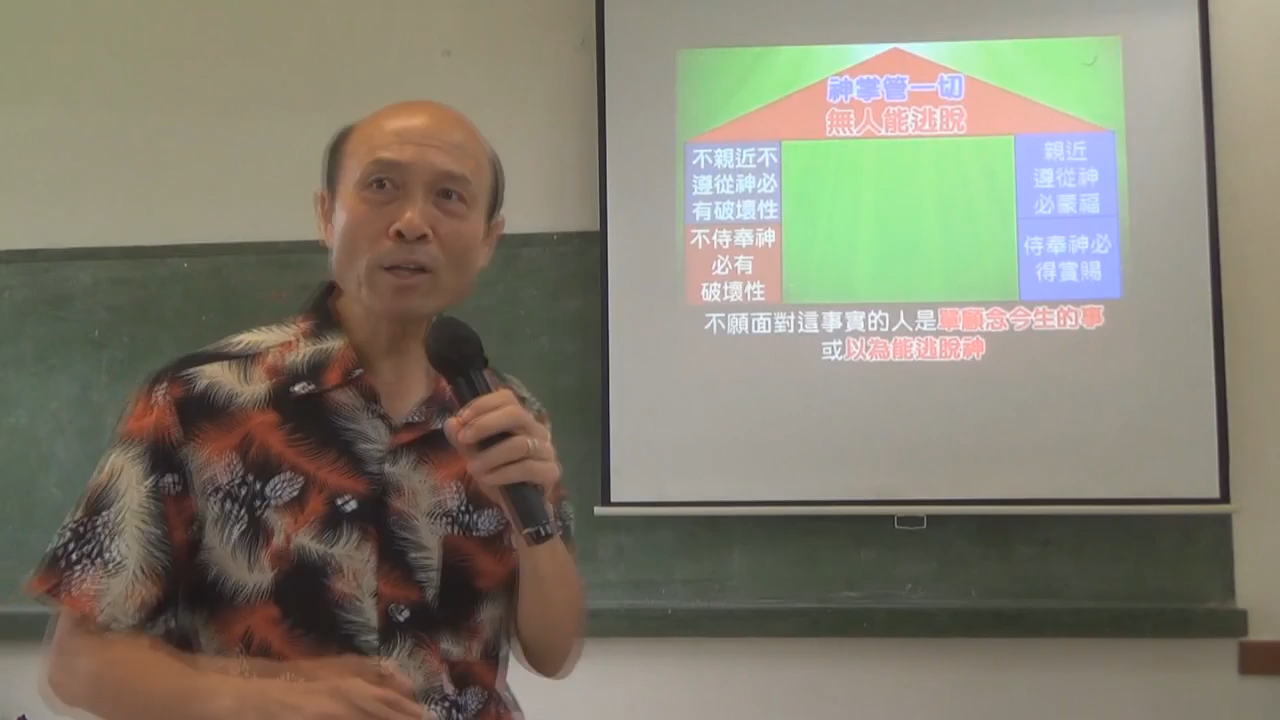 神掌管一切
無人能逃脫
不親近不
遵從神必
有破壞性
不侍奉神
必有
破壞性
親近
遵從神
必蒙福
侍奉神必
得賞賜
不願面對這事實的人是單顧念今生的事
或以為能逃脫神